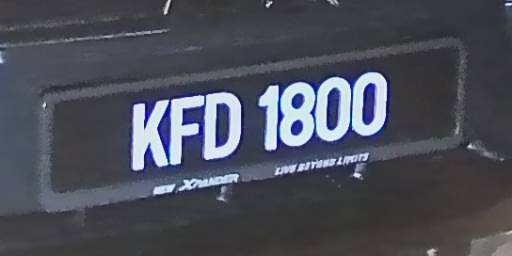 KFD 1800
NEW XPANDER LIVE BEYOND LIMITS